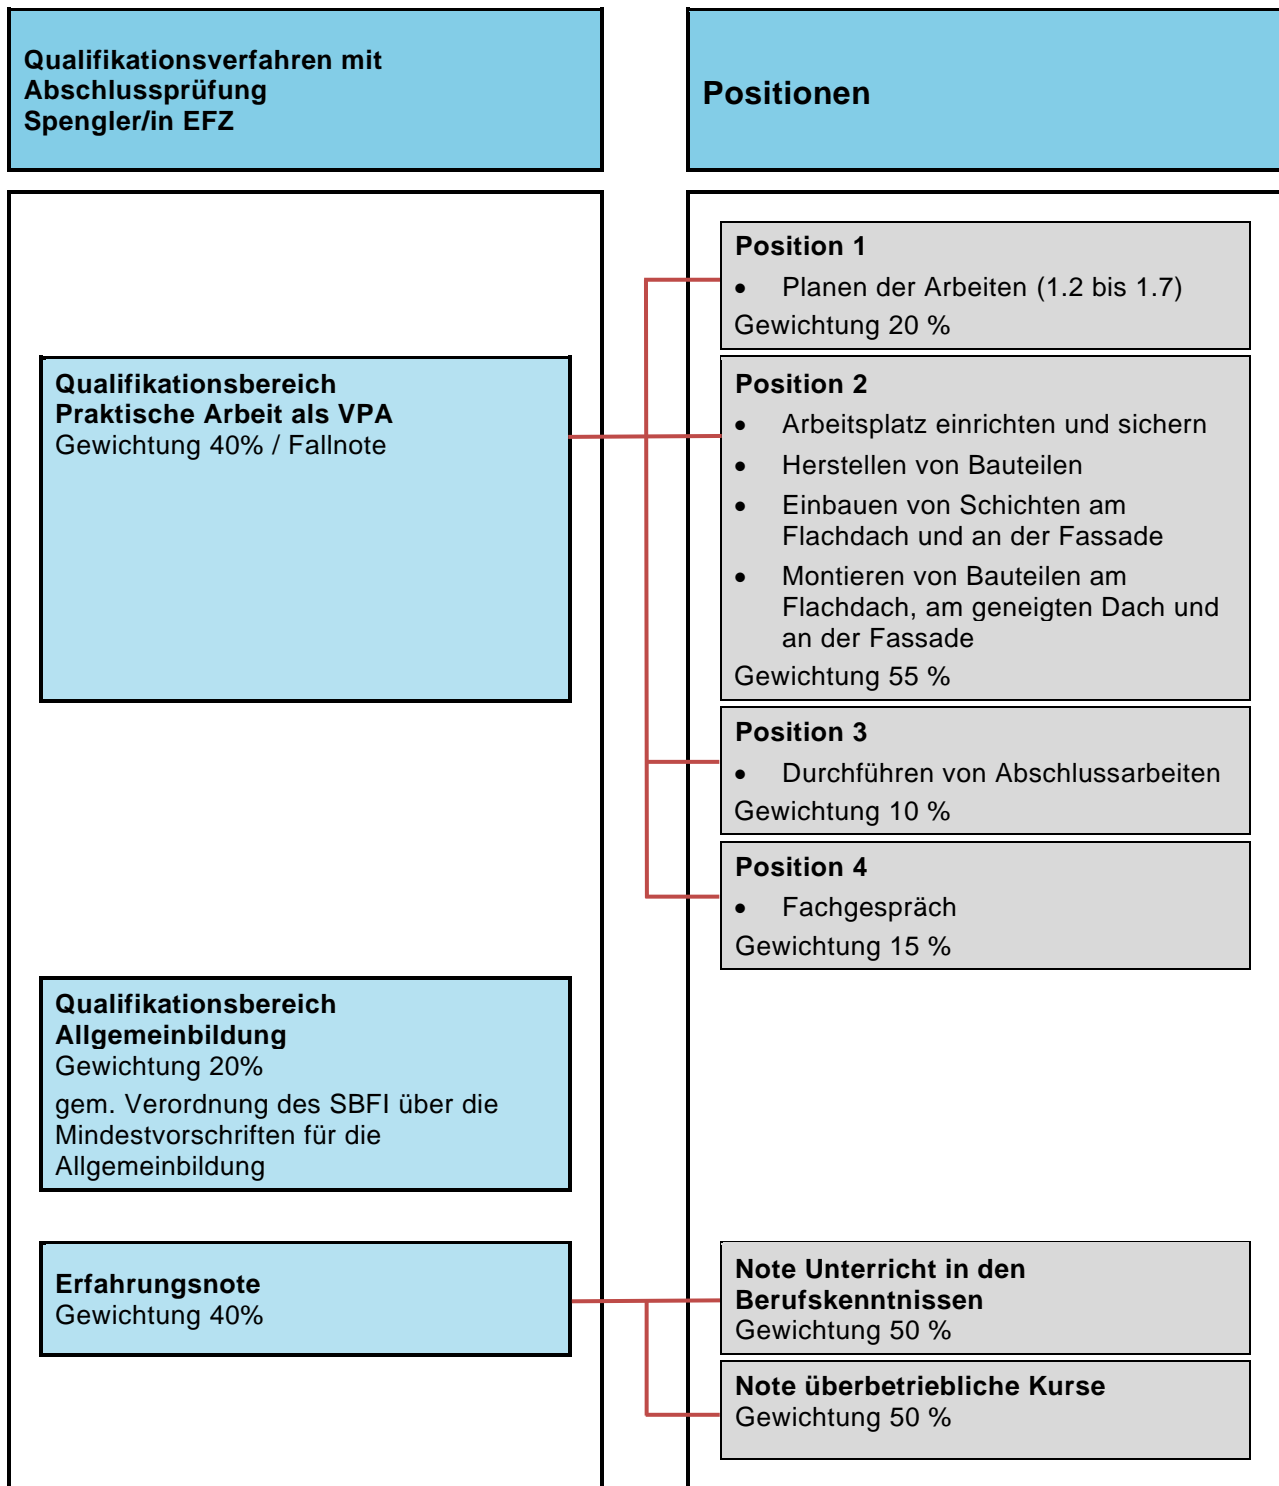 Qualifikationsverfahren mit
Abschlussprüfung
Spengler/in EFZ
Positionen
Position 1
• Planen der Arbeiten (1.2 bis 1.7)
Gewichtung 20 %
Qualifikationsbereich
Praktische Arbeit als VPA
Gewichtung 40% / Fallnote
Position 2
• Arbeitsplatz einrichten und sichern
• Herstellen von Bauteilen
• Einbauen von Schichten am
Flachdach und an der Fassade
• Montieren von Bauteilen am
Flachdach, am geneigten Dach und
an der Fassade
Gewichtung 55 %
Position 3
• Durchführen von Abschlussarbeiten
Gewichtung 10 %
Position 4
• Fachgespräch
Gewichtung 15 %
Qualifikationsbereich
Allgemeinbildung
Gewichtung 20%
gem. Verordnung des SBFI über die
Mindestvorschriften für die
Allgemeinbildung
Erfahrungsnote
Gewichtung 40%
Note Unterricht in den
Berufskenntnissen
Gewichtung 50 %
Note überbetriebliche Kurse
Gewichtung 50 %